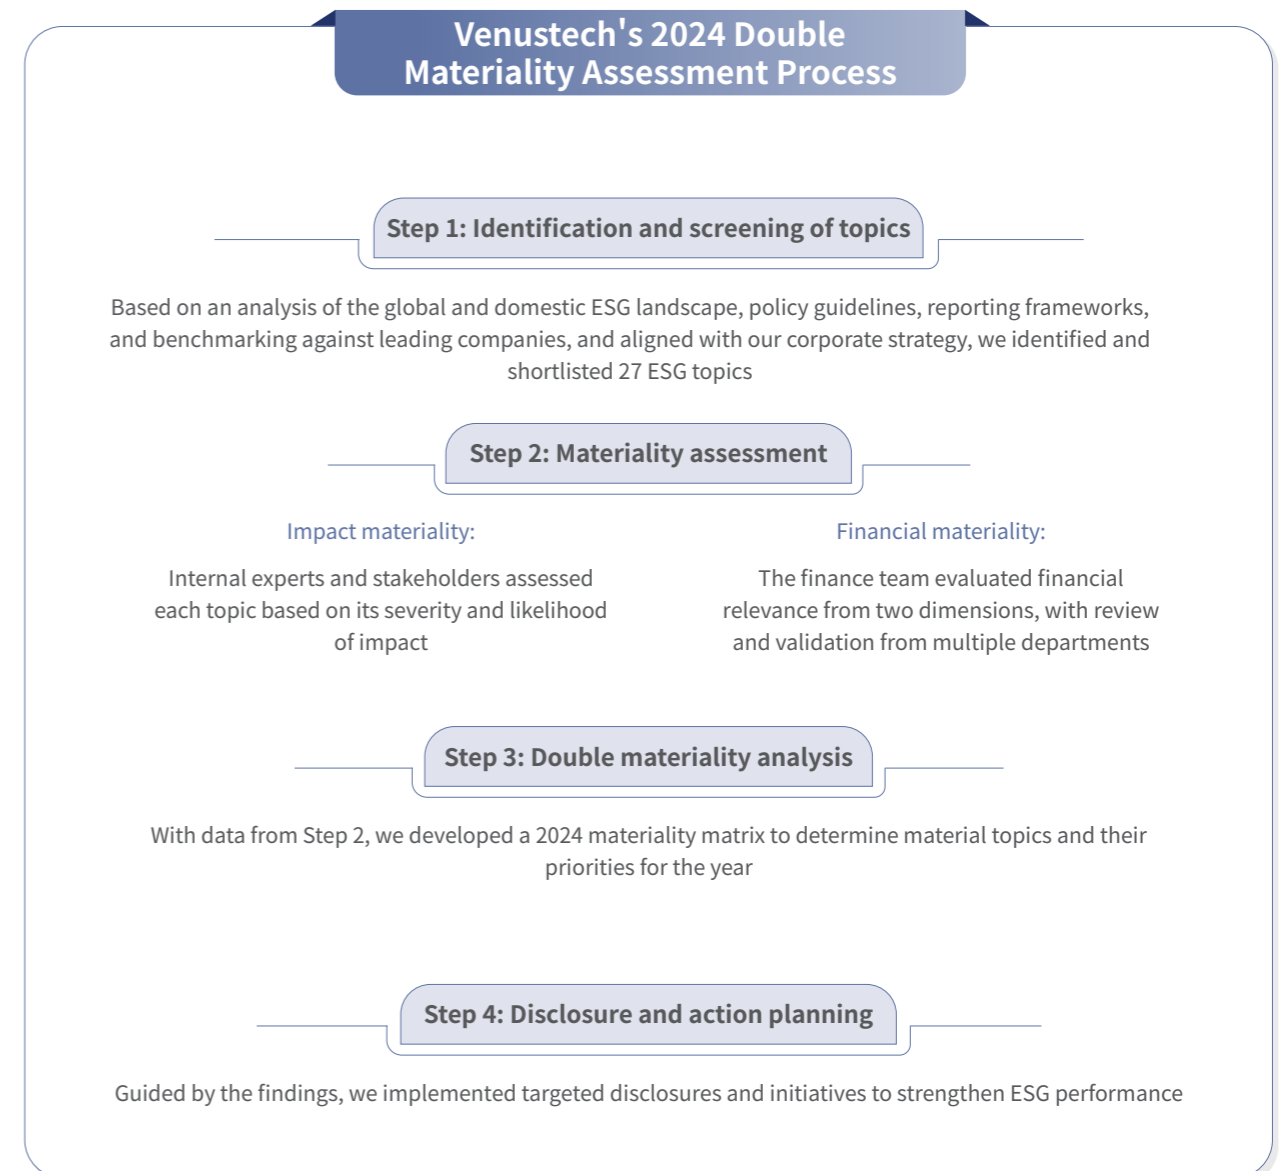 Venustech's 2024 Double
Materiality Assessment Process
Step 1: Identification and screening of topics
Based on an analysis of the global and domestic ESG landscape, policy guidelines, reporting frameworks,
and benchmarking against leading companies, and aligned with our corporate strategy, we identified and
shortlisted 27 ESG topics
Step 2: Materiality assessment
Impact materiality:
Internal experts and stakeholders assessed
each topic based on its severity and likelihood
of impact
Financial materiality:
The finance team evaluated financial
relevance from two dimensions, with review
and validation from multiple departments
Step 3: Double materiality analysis
With data from Step 2, we developed a 2024 materiality matrix to determine material topics and their
priorities for the year
Step 4: Disclosure and action planning
Guided by the findings, we implemented targeted disclosures and initiatives to strengthen ESG performance